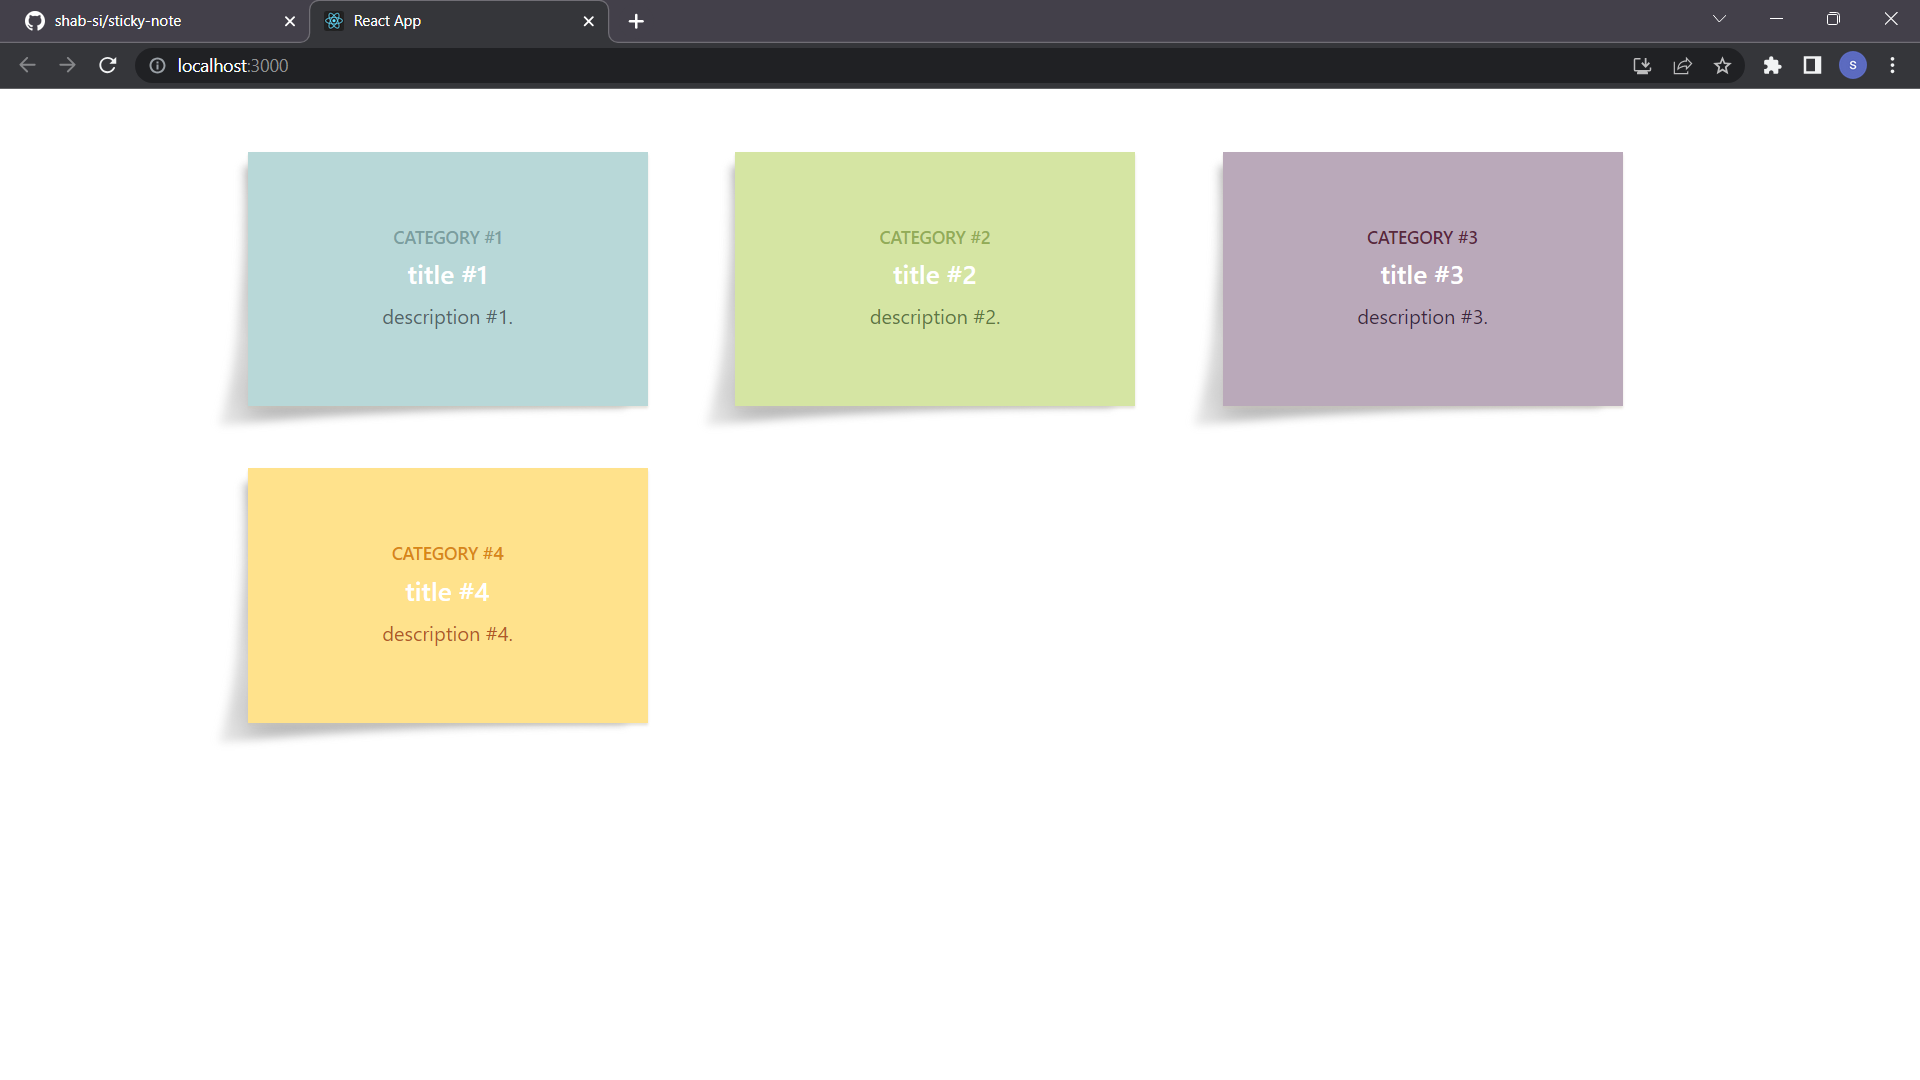 shab-si/sticky-note
React App
localhost:3000
S
CATEGORY #1
title #1
description #1.
CATEGORY #2
title #2
description #2.
CATEGORY #3
title #3
description #3.
CATEGORY #4
title #4
description #4.